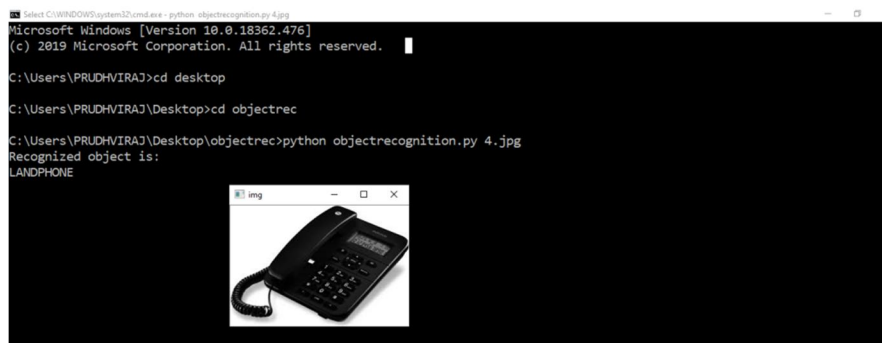 Select C:\WINDOWS\system32\cmd.exe - python objectrecognition.py 4.jpg
Microsoft Windows [Version 10.0.18362.476]
(c) 2019 Microsoft Corporation. All rights reserved.
C:\Users\PRUDHVIRAJ>cd desktop
C:\Users\PRUDHVIRAJ\Desktop>cd objectrec
C:\Users\PRUDHVIRAJ\Desktop\objectrec>python objectrecognition.py 4.jpg
Recognized object is:
LANDPHONE
img